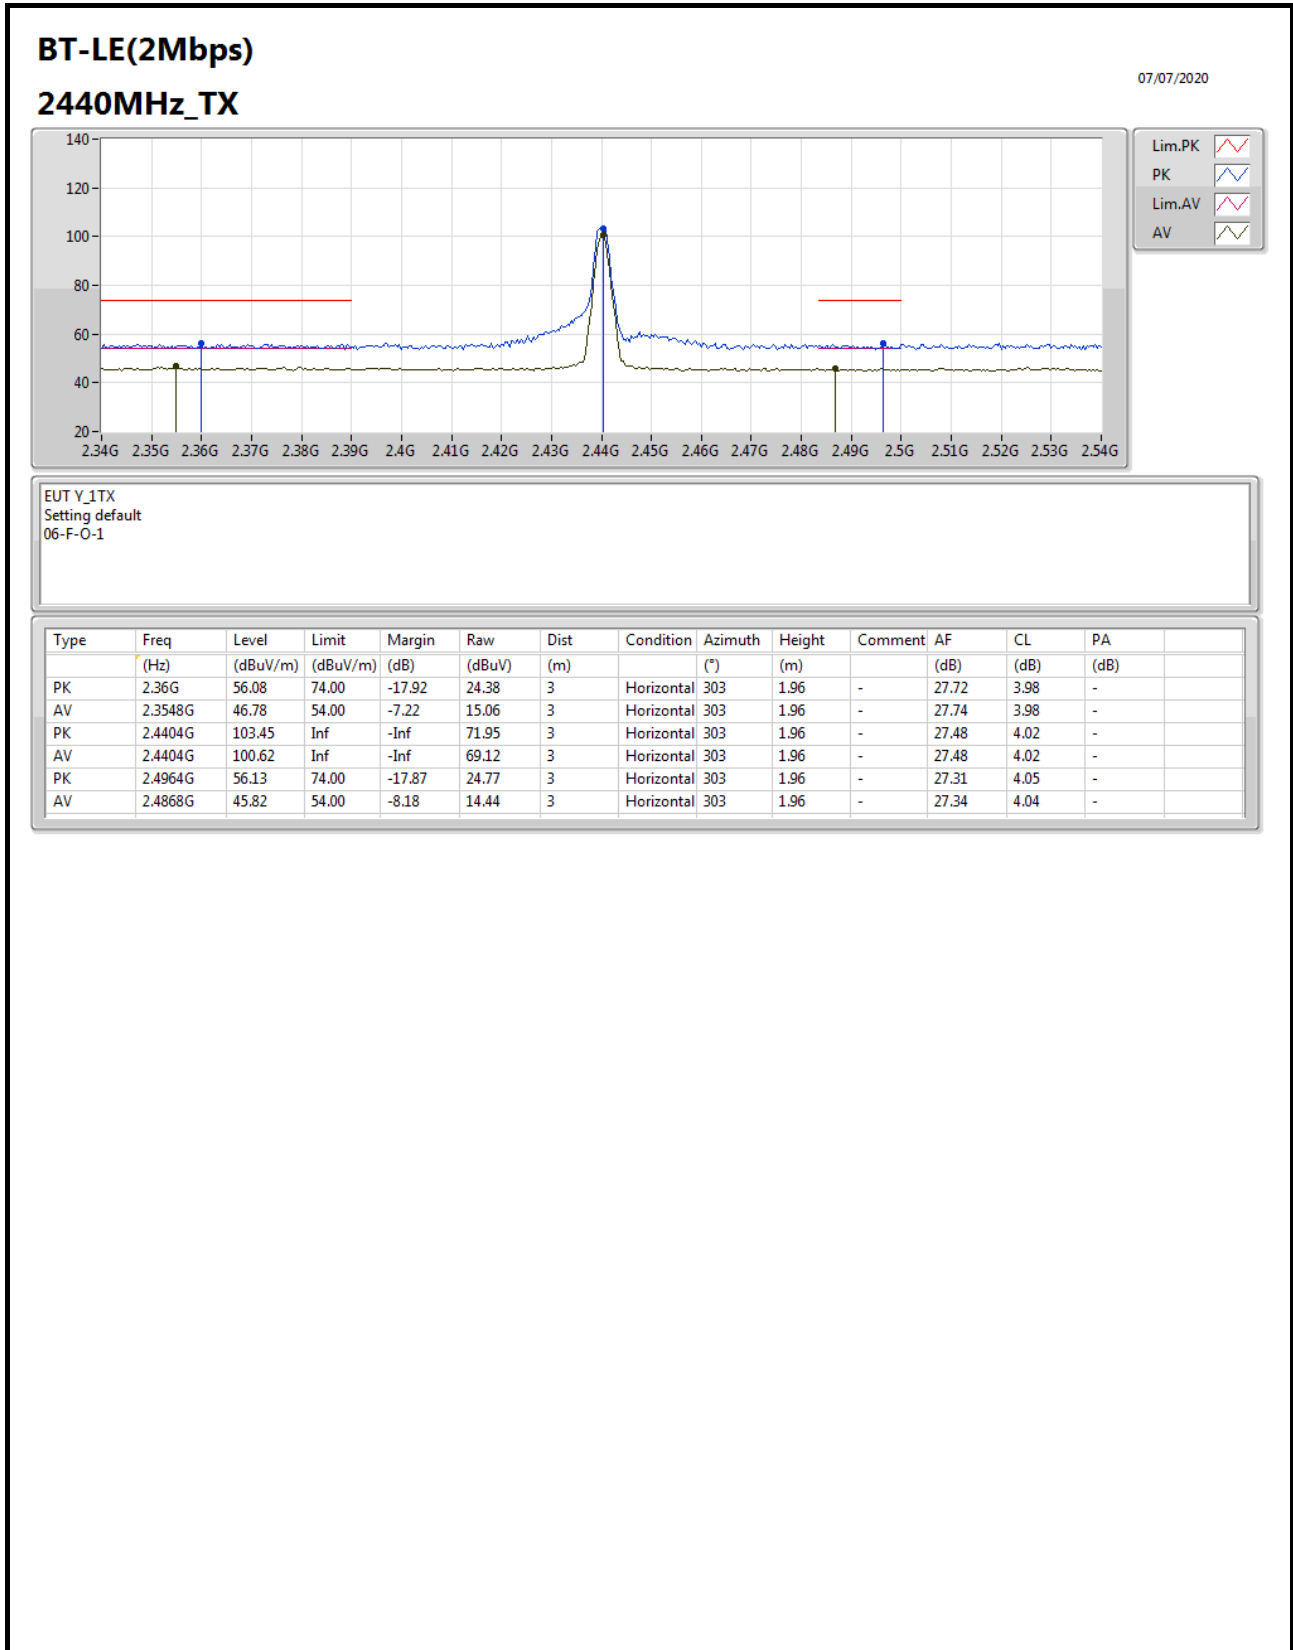 BT-LE(2Mbps)
07/07/2020
2440MHz_TX
140
120
100
80
60
40
20
2.34G 2.35G 2.36G 2.37G 2.38G 2.39G 2.4G 2.41G 2.42G 2.43G 2.44G 2.45G 2.46G 2.47G 2.48G 2.49G 2.5G 2.51G 2.52G 2.53G 2.54G
Lim.PK
PK
Lim.AV
AV
EUT Y_1TX
Setting default
06-F-O-1
Type Freq Level Limit Margin Raw Dist Condition Azimuth Height Comment AF CL PA
(Hz) (dBuV/m) (dBuV/m) (dB) (dBuV) (m) (°) (m) (dB) (dB) (dB)
PK 2.36G 56.08 74.00 -17.92 24.38 3 Horizontal 303 1.96 - 27.72 3.98 -
AV 2.3548G 46.78 54.00 -7.22 15.06 3 Horizontal 303 1.96 - 27.74 3.98 -
PK 2.4404G 103.45 Inf -Inf 71.95 3 Horizontal 303 1.96 - 27.48 4.02 -
AV 2.4404G 100.62 Inf -Inf 69.12 3 Horizontal 303 1.96 - 27.48 4.02 -
PK 2.4964G 56.13 74.00 -17.87 24.77 3 Horizontal 303 1.96 - 27.31 4.05 -
AV 2.4868G 45.82 54.00 -8.18 14.44 3 Horizontal 303 1.96 - 27.34 4.04 -